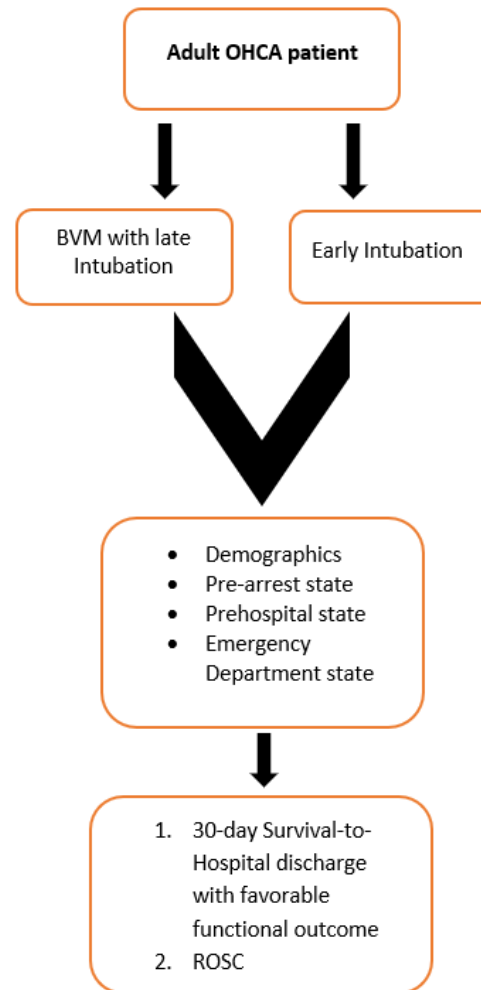 Adult OHCA patient
BVM with late
Intubation
Early Intubation
• Demographics
• Pre-arrest state
• Prehospital state
• Emergency
Department state
1. 30-day Survival-to-
Hospital discharge
with favorable
functional outcome
2. ROSC